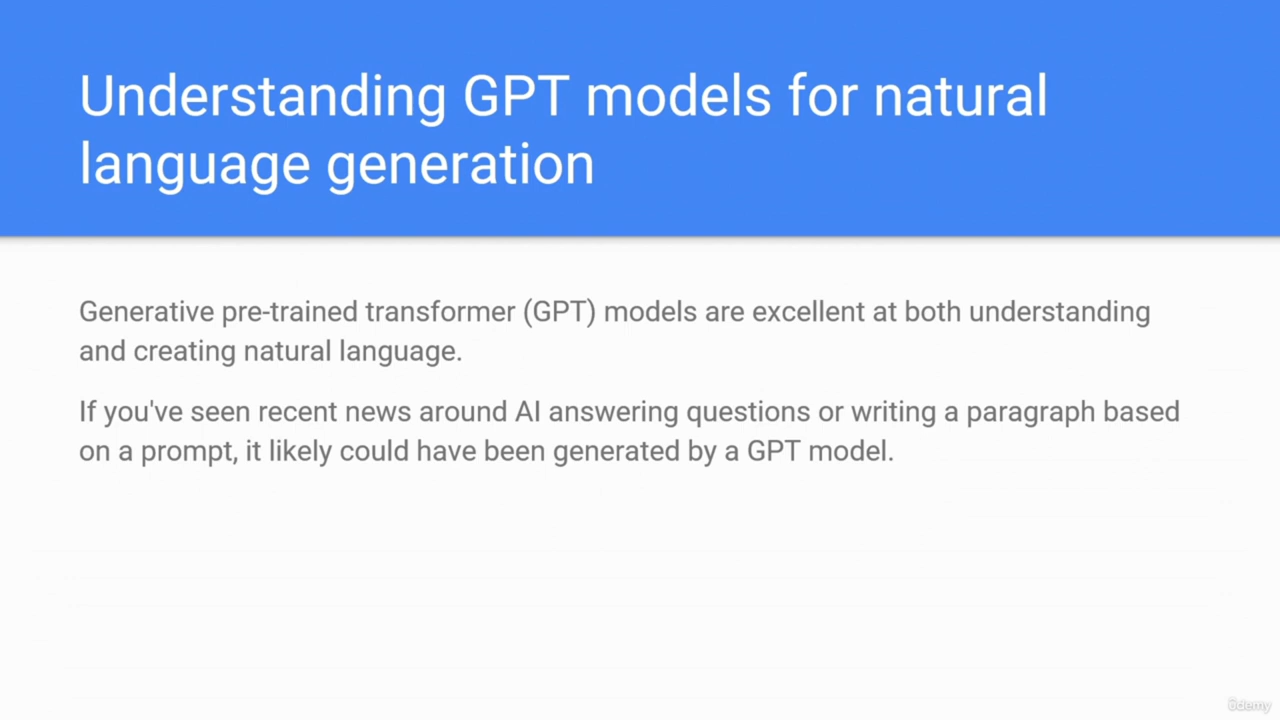 Understanding GPT models for natural
language generation
Generative pre-trained transformer (GPT) models are excellent at both understanding
and creating natural language.
If you've seen recent news around AI answering questions or writing a paragraph based
on a prompt, it likely could have been generated by a GPT model.
ûdemy